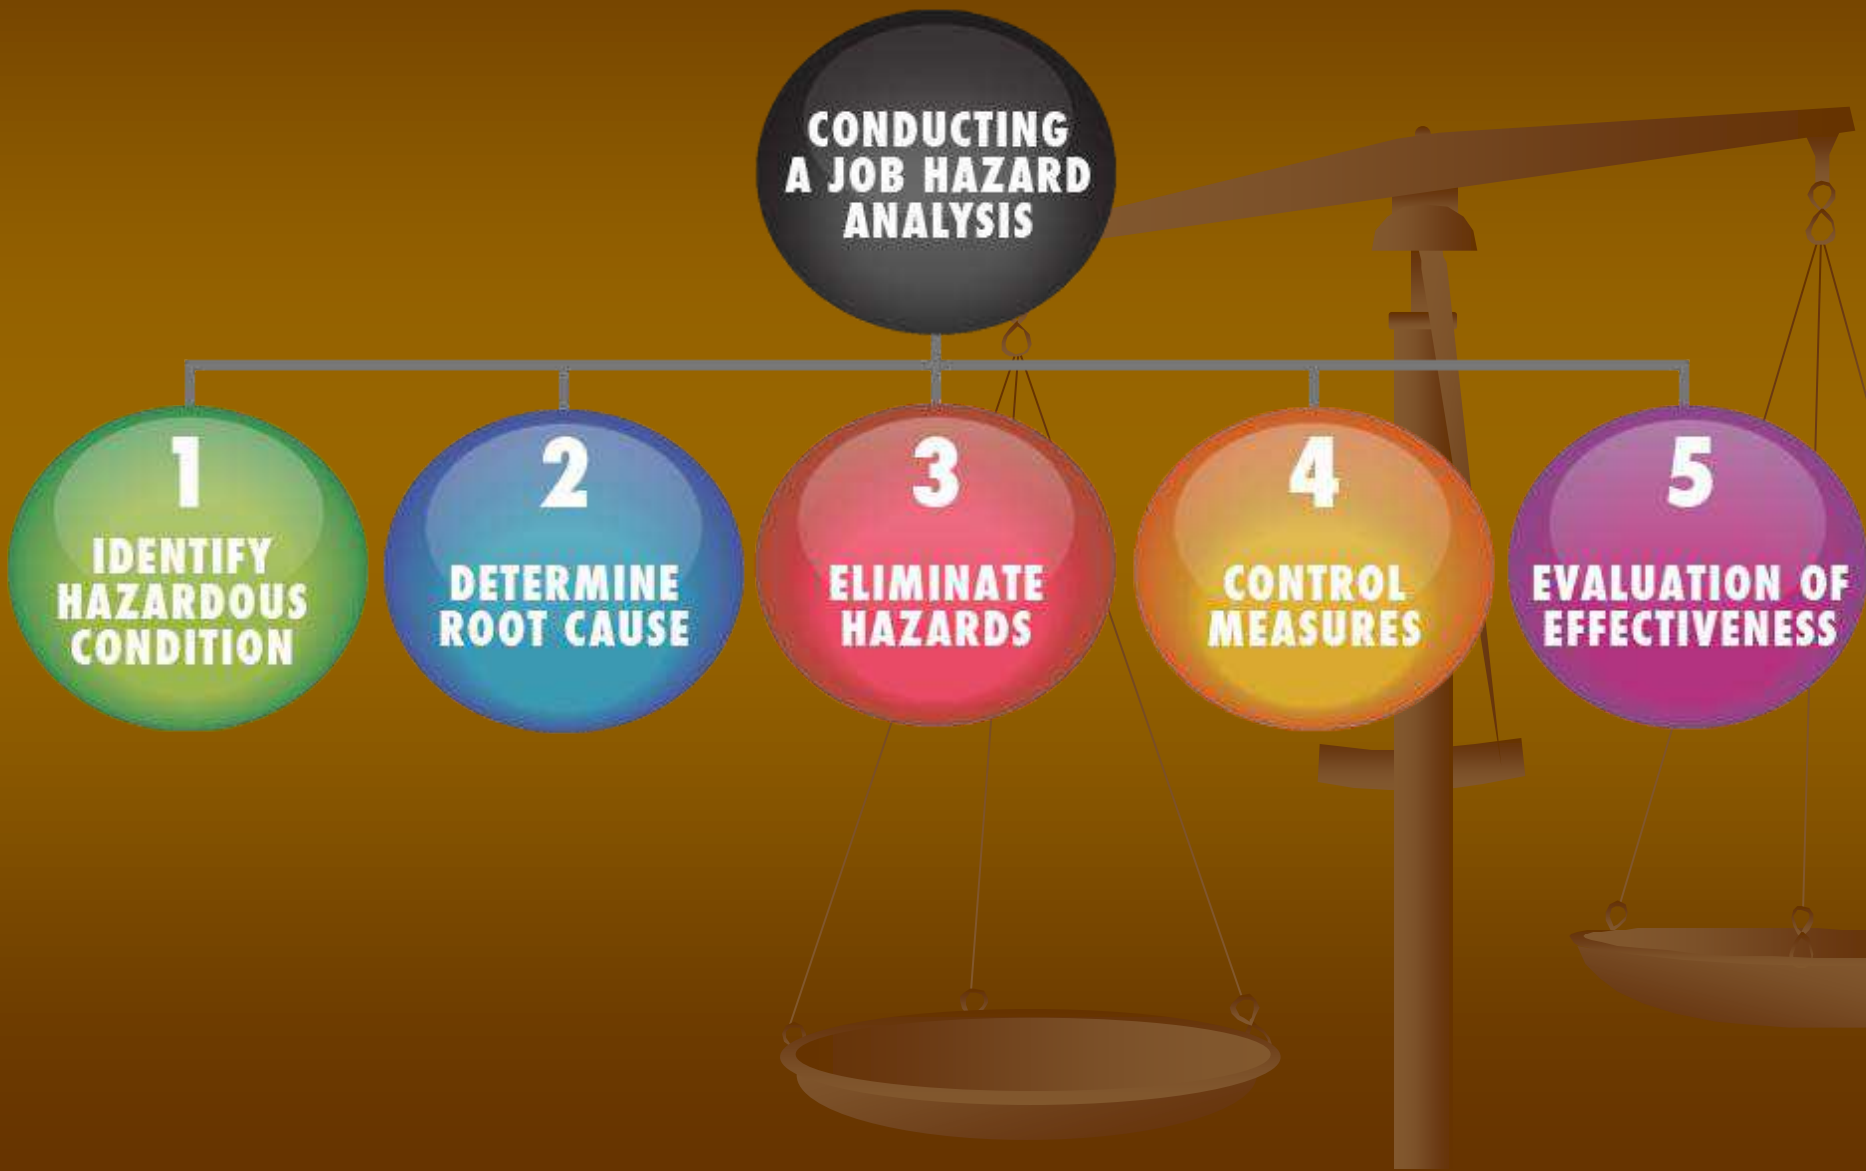 CONDUCTING
A JOB HAZARD
ANALYSIS
1
IDENTIFY
HAZARDOUS
CONDITION
2
DETERMINE
ROOT CAUSE
3
ELIMINATE
HAZARDS
4
CONTROL
MEASURES
5
EVALUATION OF
EFFECTIVENESS